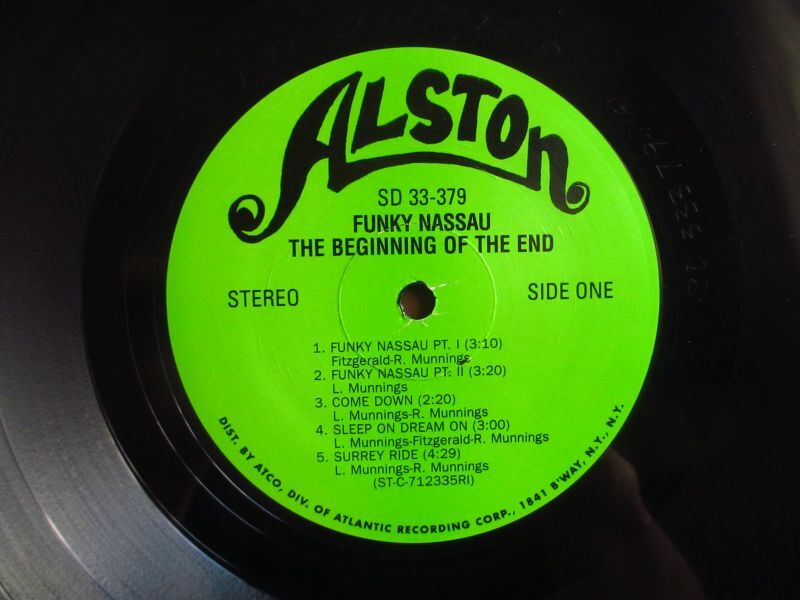 ALSTON
SD 33-379
FUNKY NASSAU
THE BEGINNING OF THE END
STEREO
SIDE ONE
1. FUNKY NASSAU PT. I (3:10)
Fitzgerald-R. Munnings
2. FUNKY NASSAU PT. II (3:20)
L. Munnings
3. COME DOWN (2:20)
L. Munnings-R. Munnings
4. SLEEP ON DREAM ON (3:00)
L. Munnings-Fitzgerald-R. Munnings
5. SURREY RIDE (4:29)
L. Munnings-R. Munnings
(ST-C-712335RI)
DIST. BY ATCO, DIV. OF ATLANTIC RECORDING CORP., 1841 B'WAY, N.Y., N.Y.